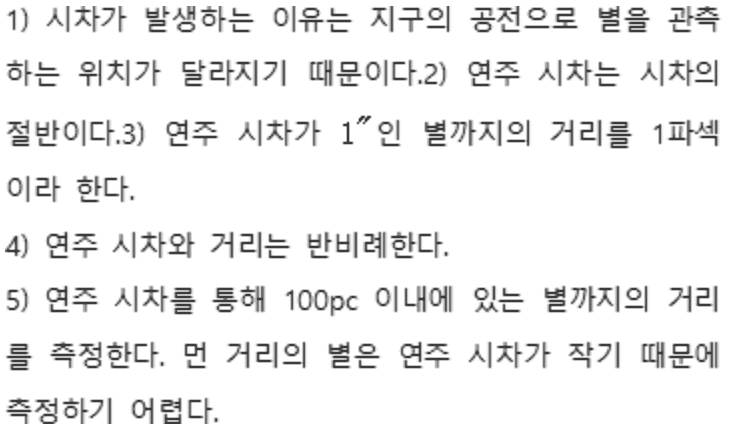 1) 시차가 발생하는 이유는 지구의 공전으로 별을 관측
하는 위치가 달라지기 때문이다.2) 연주 시차는 시차의
절반이다.3) 연주 시차가 1″인 별까지의 거리를 1파섹
이라 한다.
4) 연주 시차와 거리는 반비례한다.
5) 연주 시차를 통해 100pc 이내에 있는 별까지의 거리
를 측정한다. 먼 거리의 별은 연주 시차가 작기 때문에
측정하기 어렵다.